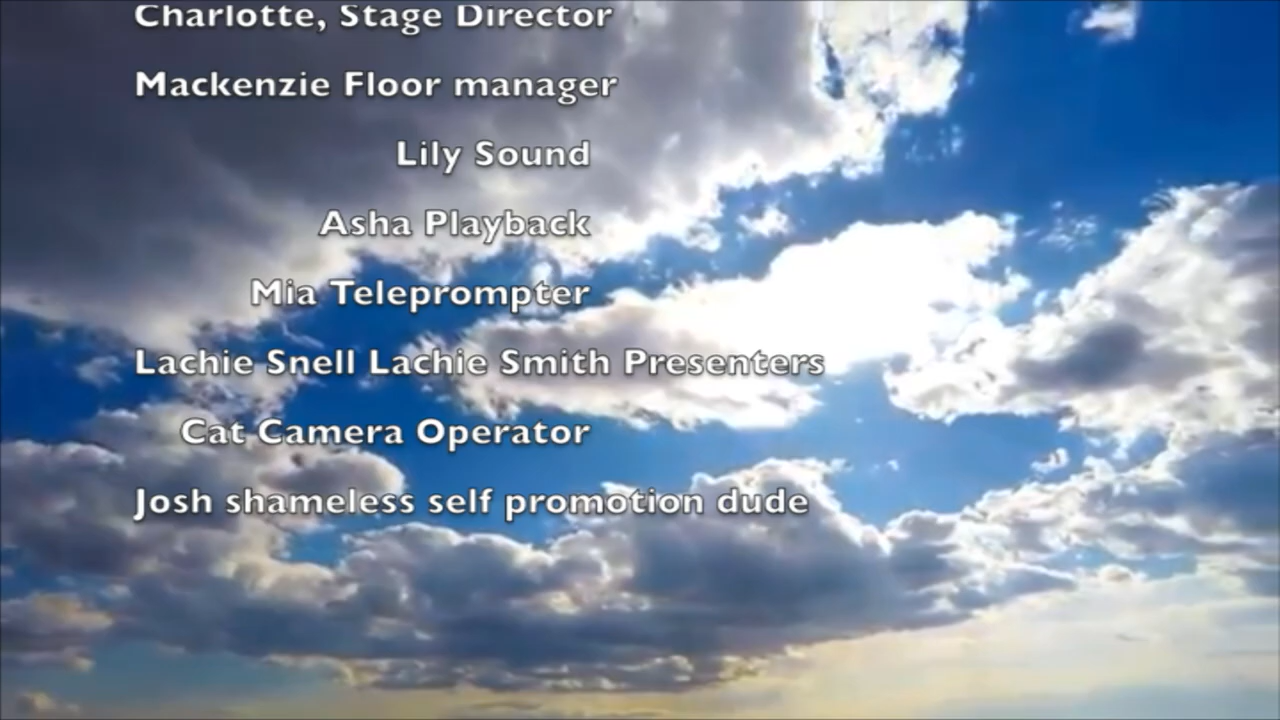 Charlotte, Stage Director
Mackenzie Floor manager
Lily Sound
Asha Playback
Mia Teleprompter
Lachie Snell Lachie Smith Presenters
Cat Camera Operator
Josh shameless self promotion dude